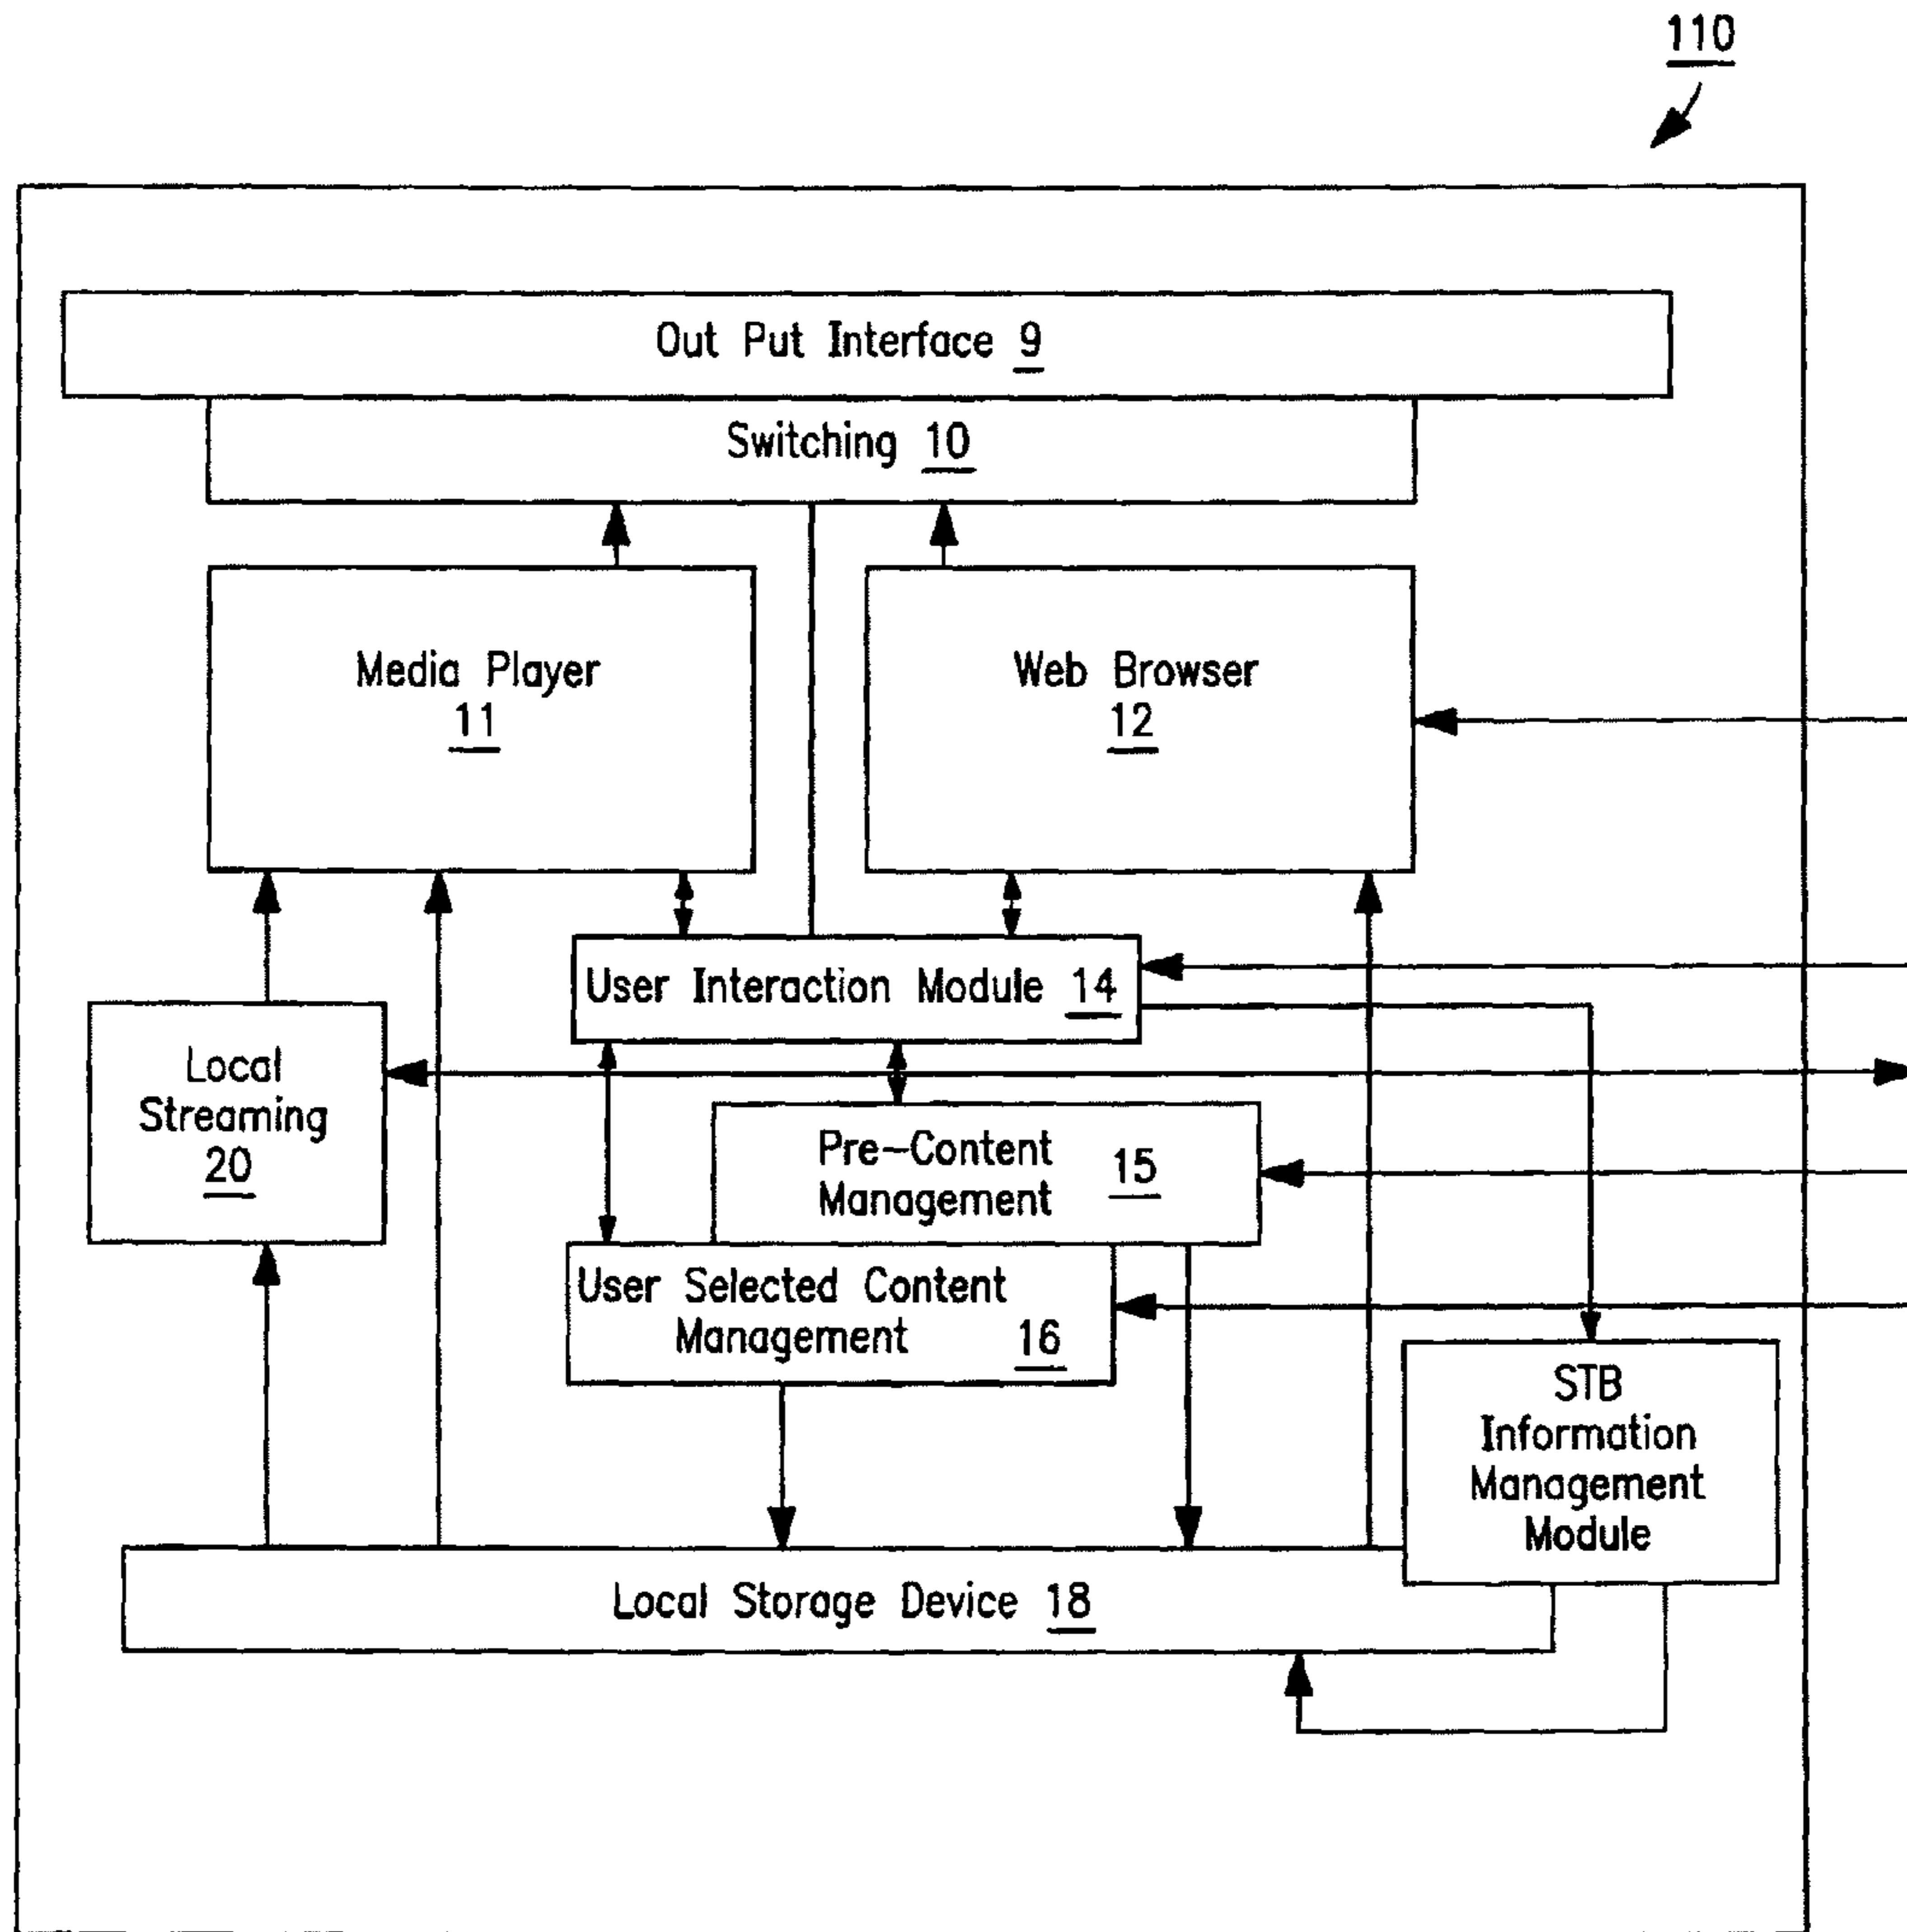 110
Out Put Interface 9
Switching 10
Media Player
11
Web Browser
12
User Interaction Module 14
Local
Streaming
20
Pre-Content
Management 15
User Selected Content
Management 16
STB
Information
Management
Module
Local Storage Device 18